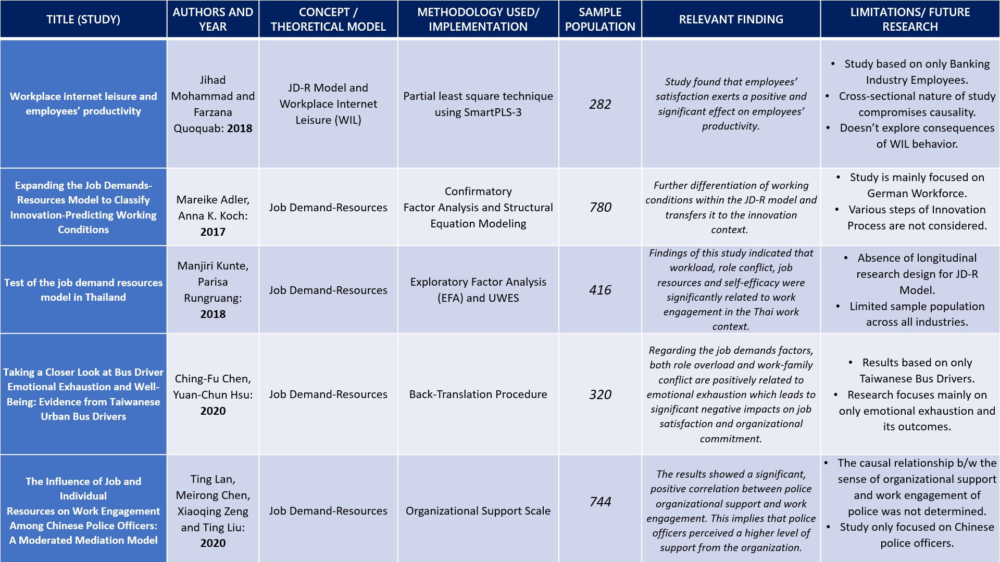 TITLE (STUDY)
AUTHORS AND
YEAR
CONCEPT /
THEORETICAL MODEL
METHODOLOGY USED/
IMPLEMENTATION
SAMPLE
POPULATION
RELEVANT FINDING
LIMITATIONS/ FUTURE
RESEARCH
Workplace internet leisure and
employees’ productivity
Jihad
Mohammad and
Farzana
Quoquab: 2018
JD-R Model and
Workplace Internet
Leisure (WIL)
Partial least square technique
using SmartPLS-3
282
Study found that employees’
satisfaction exerts a positive and
significant effect on employees’
productivity.
• Study based on only Banking
Industry Employees.
• Cross-sectional nature of study
compromises causality.
• Doesn’t explore consequences
of WIL behavior.
Expanding the Job Demands-
Resources Model to Classify
Innovation-Predicting Working
Conditions
Mareike Adler,
Anna K. Koch:
2017
Job Demand-Resources
Confirmatory
Factor Analysis and Structural
Equation Modeling
780
Further differentiation of working
conditions within the JD-R model and
transfers it to the innovation
context.
• Study is mainly focused on
German Workforce.
• Various steps of Innovation
Process are not considered.
Test of the job demand resources
model in Thailand
Manjiri Kunte,
Parisa
Rungruang:
2018
Job Demand-Resources
Exploratory Factor Analysis
(EFA) and UWES
416
Findings of this study indicated that
workload, role conflict, job
resources and self-efficacy were
significantly related to work
engagement in the Thai work
context.
• Absence of longitudinal
research design for JD-R
Model.
• Limited sample population
across all industries.
Taking a Closer Look at Bus Driver
Emotional Exhaustion and Well-
Being: Evidence from Taiwanese
Urban Bus Drivers
Ching-Fu Chen,
Yuan-Chun Hsu:
2020
Job Demand-Resources
Back-Translation Procedure
320
Regarding the job demands factors,
both role overload and work-family
conflict are positively related to
emotional exhaustion which leads to
significant negative impacts on job
satisfaction and organizational
commitment.
• Results based on only
Taiwanese Bus Drivers.
• Research focuses mainly on
only emotional exhaustion and
its outcomes.
The Influence of Job and
Individual
Resources on Work Engagement
Among Chinese Police Officers:
A Moderated Mediation Model
Ting Lan,
Meirong Chen,
Xiaoqing Zeng
and Ting Liu:
2020
Job Demand-Resources
Organizational Support Scale
744
The results showed a significant,
positive correlation between police
organizational support and work
engagement. This implies that police
officers perceived a higher level of
support from the organization.
• The causal relationship b/w the
sense of organizational support
and work engagement of
police was not determined.
• Study only focused on Chinese
police officers.